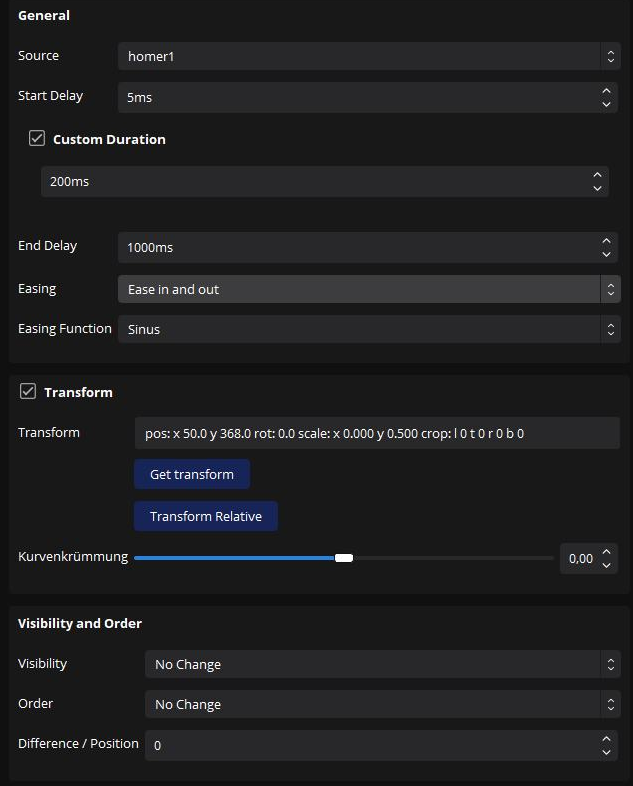 General
Source homer1
Start Delay 5ms
Custom Duration
200ms
End Delay 1000ms
Easing Ease in and out
Easing Function Sinus
Transform
Transform pos: x 50.0 y 368.0 rot: 0.0 scale: x 0.000 y 0.500 crop: l 0 t 0 r 0 b 0
Get transform
Transform Relative
Kurvenkrümmung 0,00
Visibility and Order
Visibility No Change
Order No Change
Difference / Position 0